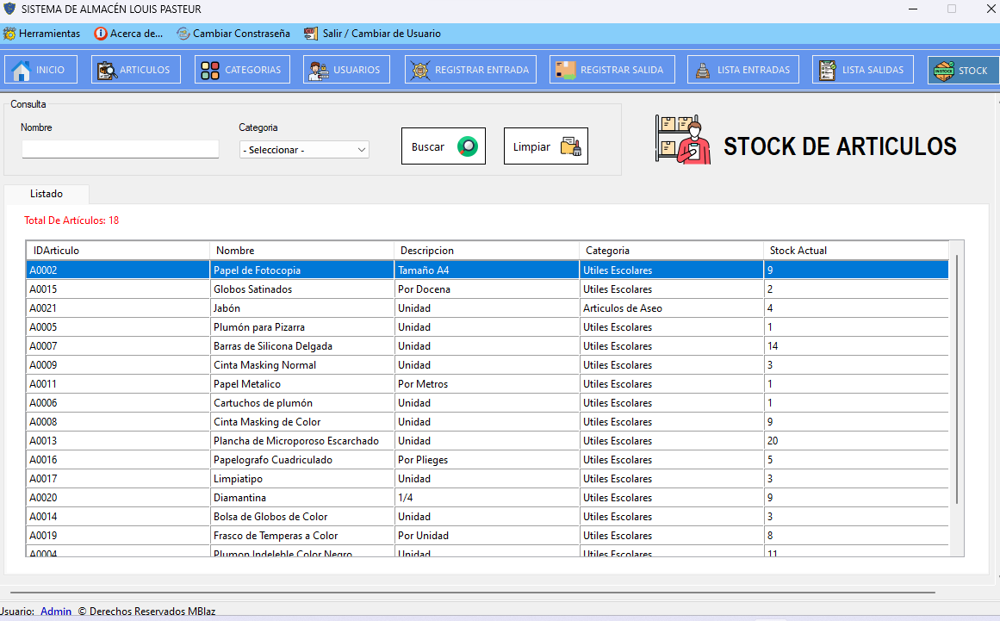 SISTEMA DE ALMACÉN LOUIS PASTEUR
Herramientas Acerca de... Cambiar Constraseña Salir / Cambiar de Usuario
INICIO ARTICULOS CATEGORIAS USUARIOS REGISTRAR ENTRADA REGISTRAR SALIDA LISTA ENTRADAS LISTA SALIDAS STOCK
Consulta
Nombre Categoria
- Seleccionar - Buscar Limpiar
STOCK DE ARTICULOS
Listado
Total De Artículos: 18
IDArticulo Nombre Descripcion Categoria Stock Actual
A0002 Papel de Fotocopia Tamaño A4 Utiles Escolares 9
A0015 Globos Satinados Por Docena Utiles Escolares 2
A0021 Jabón Unidad Articulos de Aseo 4
A0005 Plumón para Pizarra Unidad Utiles Escolares 1
A0007 Barras de Silicona Delgada Unidad Utiles Escolares 14
A0009 Cinta Masking Normal Unidad Utiles Escolares 3
A0011 Papel Metalico Por Metros Utiles Escolares 1
A0006 Cartuchos de plumón Unidad Utiles Escolares 1
A0008 Cinta Masking de Color Unidad Utiles Escolares 9
A0013 Plancha de Microporoso Escarchado Unidad Utiles Escolares 20
A0016 Papelografo Cuadriculado Por Plieges Utiles Escolares 5
A0017 Limpiatipo Unidad Utiles Escolares 3
A0020 Diamantina 1/4 Utiles Escolares 9
A0014 Bolsa de Globos de Color Unidad Utiles Escolares 3
A0019 Frasco de Temperas a Color Por Unidad Utiles Escolares 8
A0004 Plumon Indeleble Color Negro Unidad Utiles Escolares 11
Usuario: Admin © Derechos Reservados MBlaz